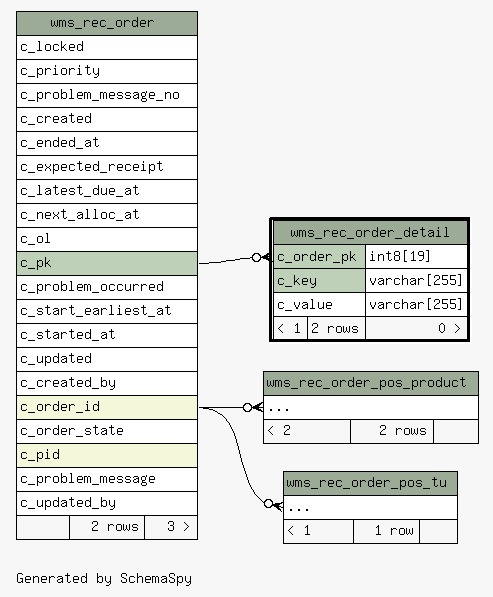 wms_rec_order
c_locked
c_priority
c_problem_message_no
c_created
c_ended_at
c_expected_receipt
c_latest_due_at
c_next_alloc_at
c_ol
c_pk
c_problem_occurred
c_start_earliest_at
c_started_at
c_updated
c_created_by
c_order_id
c_order_state
c_pid
c_problem_message
c_updated_by
2 rows 3 >
wms_rec_order_detail
c_order_pk int8[19]
c_key varchar[255]
c_value varchar[255]
< 1 2 rows 0 >
wms_rec_order_pos_product
...
< 2 2 rows
wms_rec_order_pos_tu
...
< 1 1 row
Generated by SchemaSpy